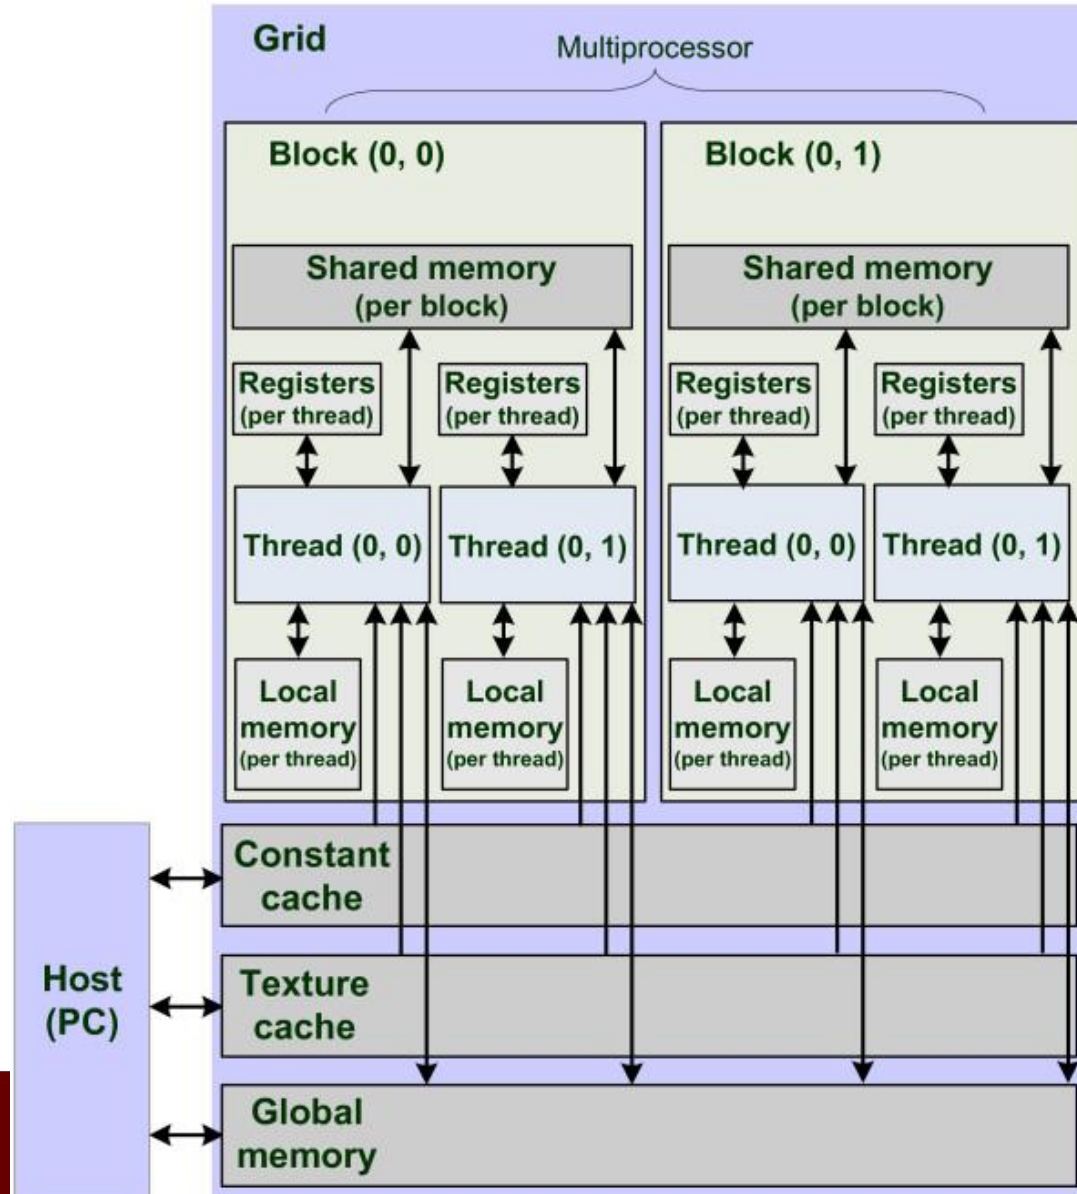 Grid
Multiprocessor
Block (0, 0)
Block (0, 1)
Shared memory
(per block)
Shared memory
(per block)
Registers
(per thread)
Registers
(per thread)
Registers
(per thread)
Registers
(per thread)
Thread (0, 0)
Thread (0, 1)
Thread (0, 0)
Thread (0, 1)
Local
memory
(per thread)
Local
memory
(per thread)
Local
memory
(per thread)
Local
memory
(per thread)
Host
(PC)
Constant
cache
Texture
cache
Global
memory